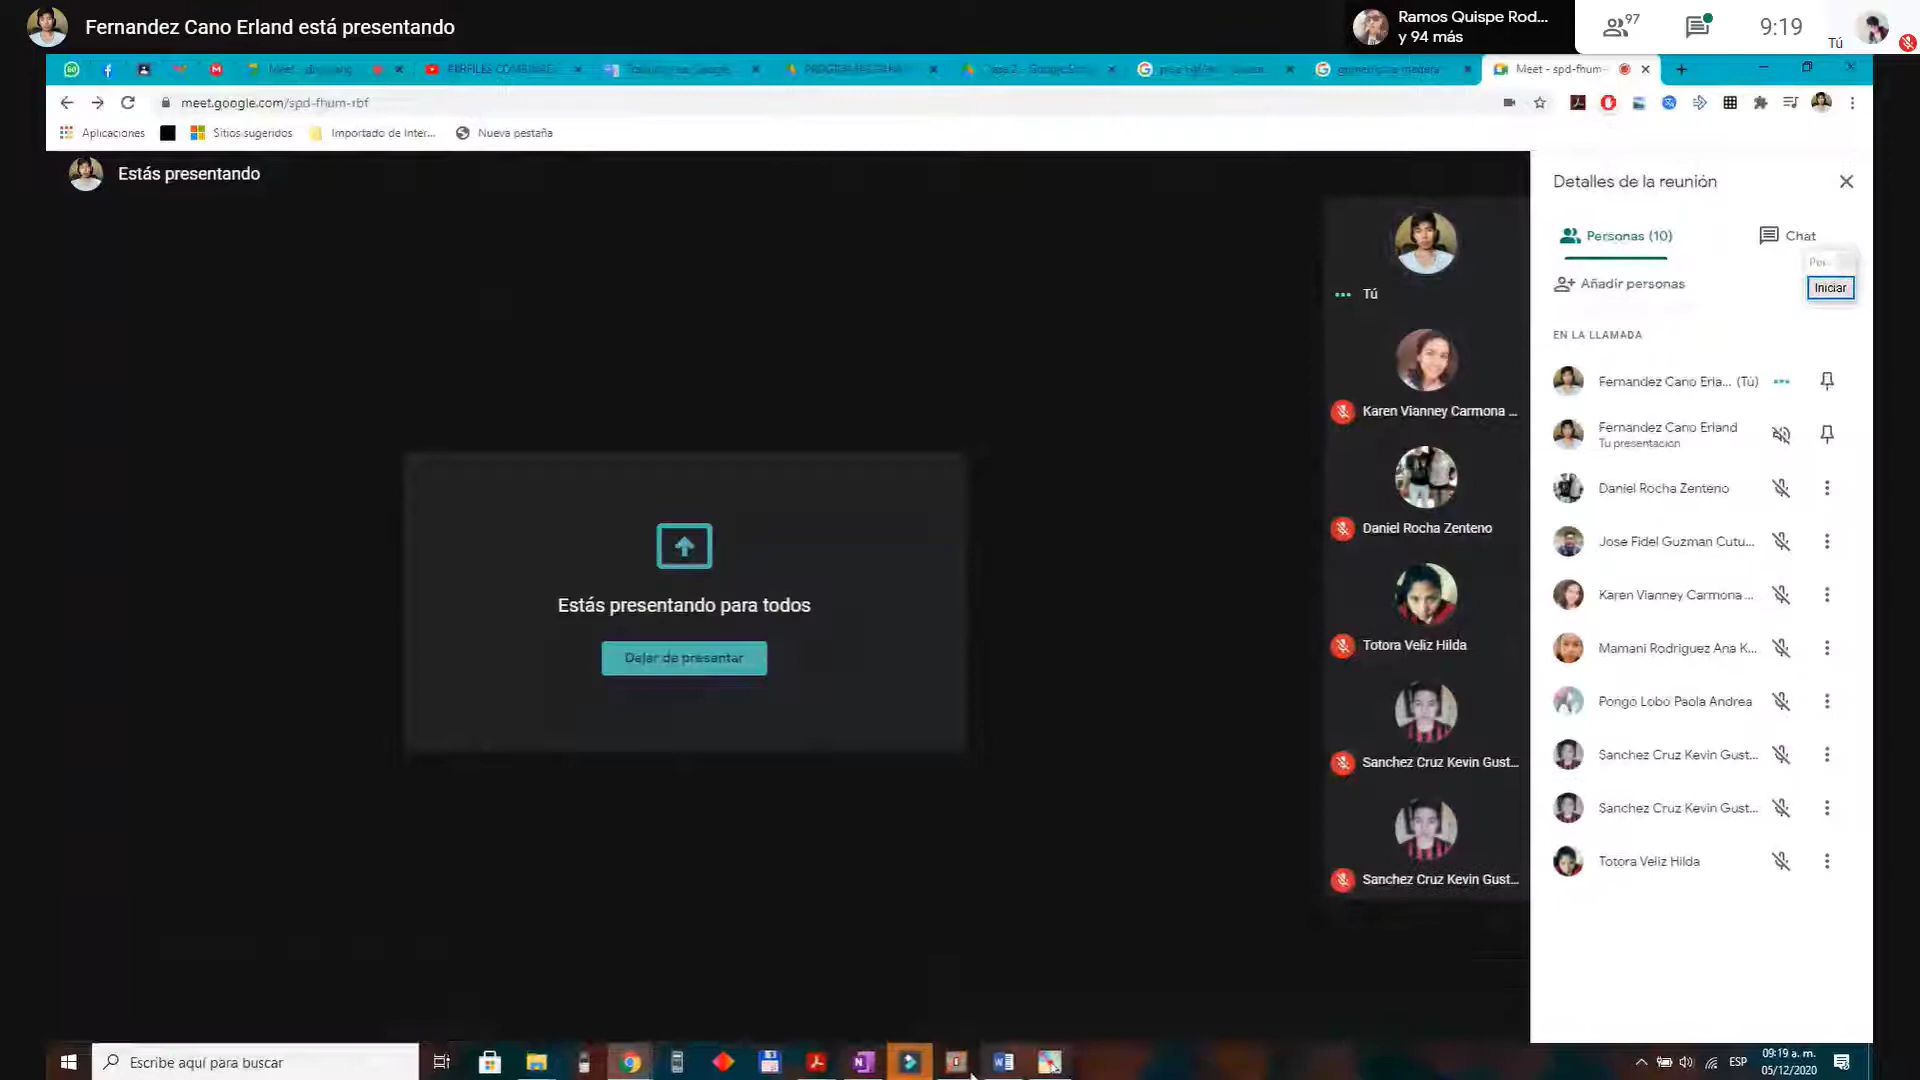 Fernandez Cano Erland está presentando
Ramos Quispe Rod...
y 94 más
97
9:19
Tú
Meet - spd-fhum-
meet.google.com/spd-fhum-rbf
Aplicaciones
Sitios sugeridos
Importado de Inter...
Nueva pestaña
Estás presentando
Tú
Karen Vianney Carmona ...
Daniel Rocha Zenteno
Totora Veliz Hilda
Sanchez Cruz Kevin Gust...
Sanchez Cruz Kevin Gust...
Estás presentando para todos
Dejar de presentar
Detalles de la reunión
Personas (10)
Chat
Añadir personas
Iniciar
EN LA LLAMADA
Fernandez Cano Erla... (Tú)
Fernandez Cano Erland
Tu presentación
Daniel Rocha Zenteno
Jose Fidel Guzman Cutu...
Karen Vianney Carmona ...
Mamani Rodriguez Ana K...
Pongo Lobo Paola Andrea
Sanchez Cruz Kevin Gust...
Sanchez Cruz Kevin Gust...
Totora Veliz Hilda
Escribe aquí para buscar
ESP
09:19 a. m.
05/12/2020